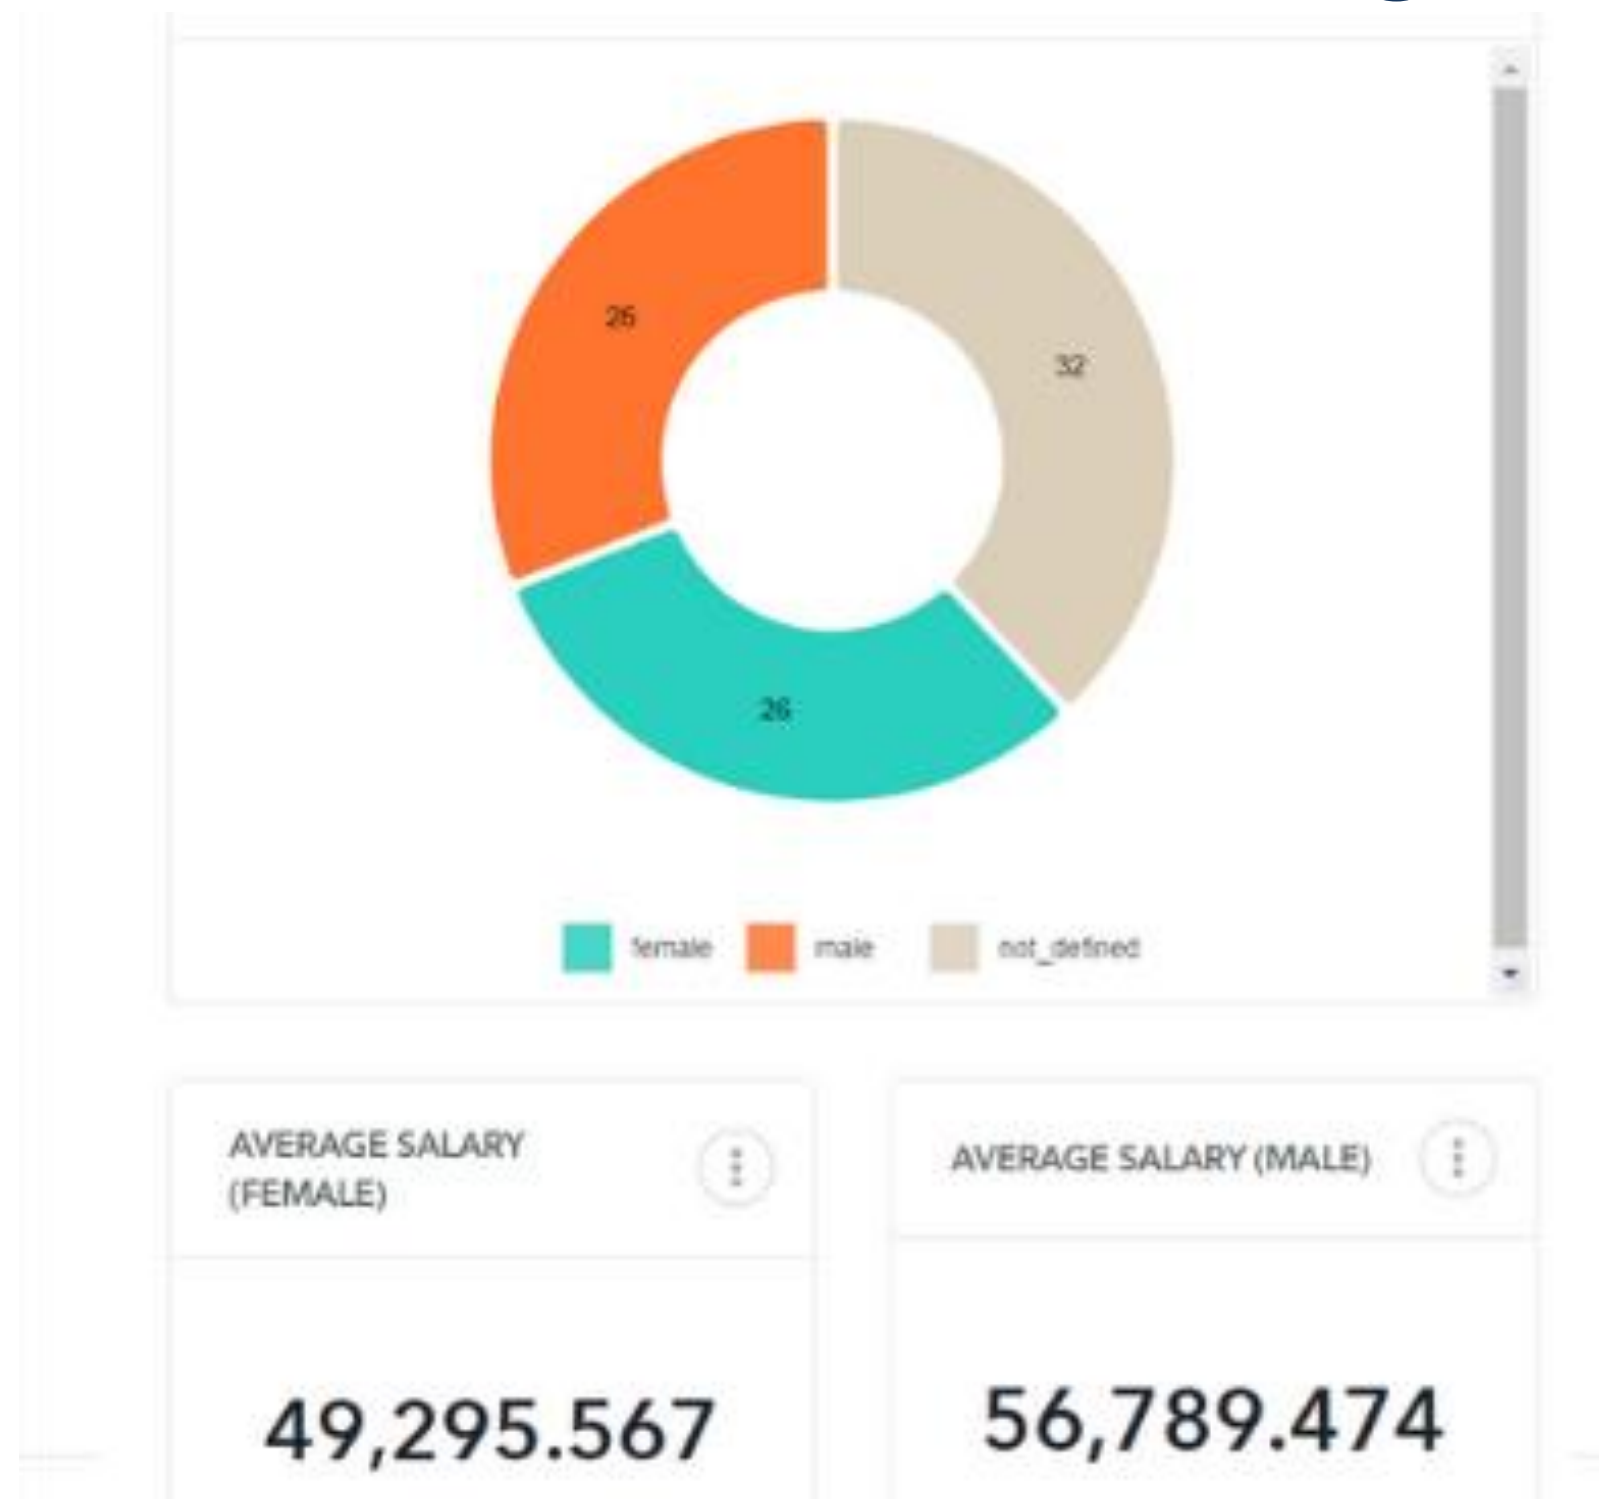 26
32
26
female male not_defined
AVERAGE SALARY
(FEMALE)
AVERAGE SALARY (MALE)
49,295.567
56,789.474